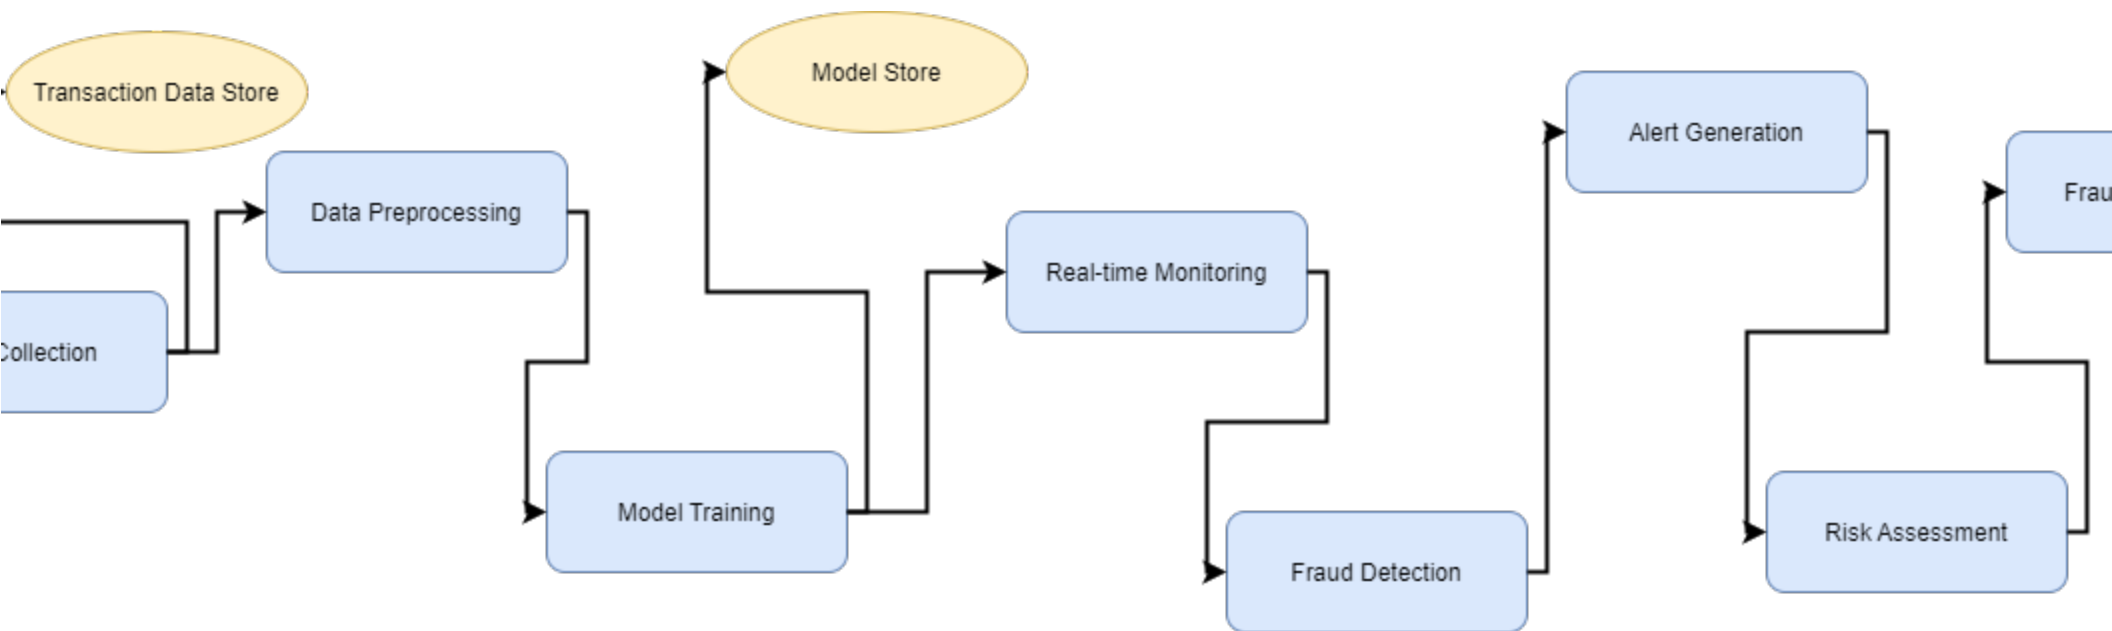 Transaction Data Store
Model Store
Alert Generation
Data Preprocessing
Real-time Monitoring
Collection
Model Training
Risk Assessment
Fraud Detection